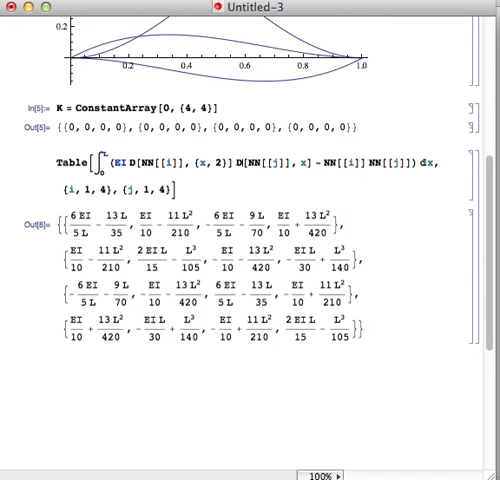 Untitled-3
0.2
0.2 0.4 0.6 0.8 1.0
In[5]:= K = ConstantArray[0, {4, 4}]
Out[5]= {{0, 0, 0, 0}, {0, 0, 0, 0}, {0, 0, 0, 0}, {0, 0, 0, 0}}
Table[∫₀ᴸ (EI D[NN[[i]], {x, 2}] D[NN[[j]], x] - NN[[i]] NN[[j]]) dx,
{i, 1, 4}, {j, 1, 4}]
Out[8]= {{6 EI/5 L - 13 L/35, EI/10 - 11 L²/210, -6 EI/5 L - 9 L/70, EI/10 + 13 L²/420},
{EI/10 - 11 L²/210, 2 EI L/15 - L³/105, -EI/10 - 13 L²/420, -EI L/30 + L³/140},
{-6 EI/5 L - 9 L/70, -EI/10 - 13 L²/420, 6 EI/5 L - 13 L/35, -EI/10 + 11 L²/210},
{EI/10 + 13 L²/420, -EI L/30 + L³/140, -EI/10 + 11 L²/210, 2 EI L/15 - L³/105}}
100%